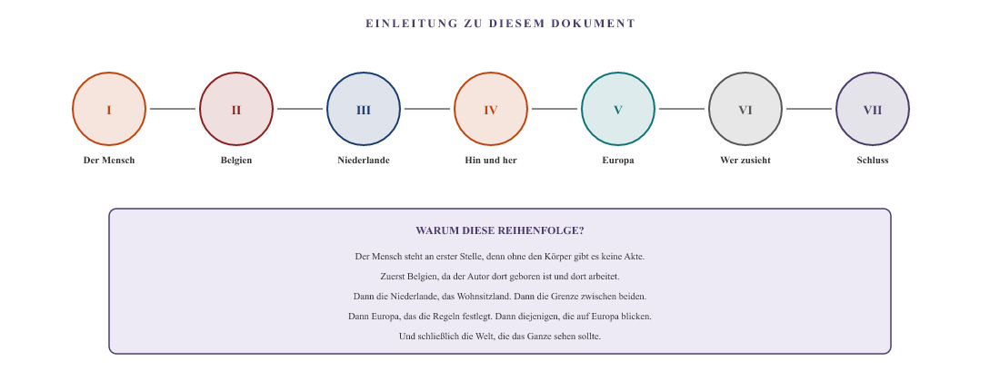 EINLEITUNG ZU DIESEM DOKUMENT
I II III IV V VI VII
Der Mensch Belgien Niederlande Hin und her Europa Wer zusieht Schluss
WARUM DIESE REIHENFOLGE?
Der Mensch steht an erster Stelle, denn ohne den Körper gibt es keine Akte.
Zuerst Belgien, da der Autor dort geboren ist und dort arbeitet.
Dann die Niederlande, das Wohnsitzland. Dann die Grenze zwischen beiden.
Dann Europa, das die Regeln festlegt. Dann diejenigen, die auf Europa blicken.
Und schließlich die Welt, die das Ganze sehen sollte.